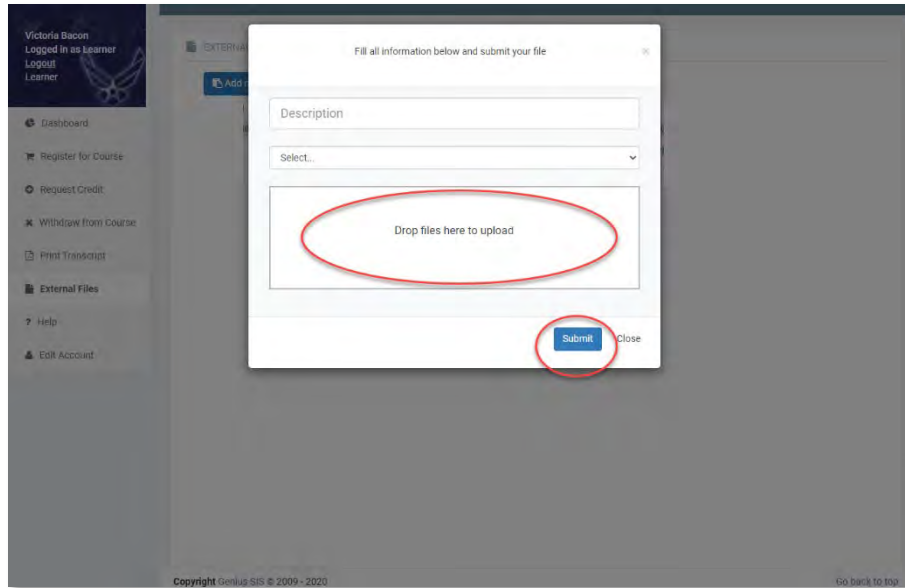 Victoria Bacon
Logged in as Learner
Logout
Learner
Dashboard
Register for Course
Request Credit
Withdraw from Course
Print Transcript
External Files
? Help
Edit Account
EXTERNAL
Add
Fill all information below and submit your file
×
Description
Select...
Drop files here to upload
Submit
Close
Copyright Genius SIS © 2009 - 2020
Go back to top